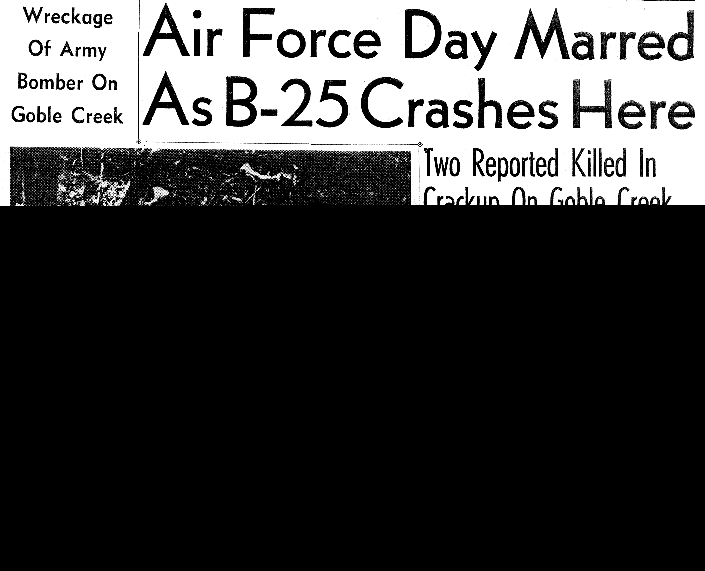 Wreckage
Of Army
Bomber On
Goble Creek
Air Force Day Marred
As B-25 Crashes Here
Two Reported Killed In
Crackup On Goble Creek